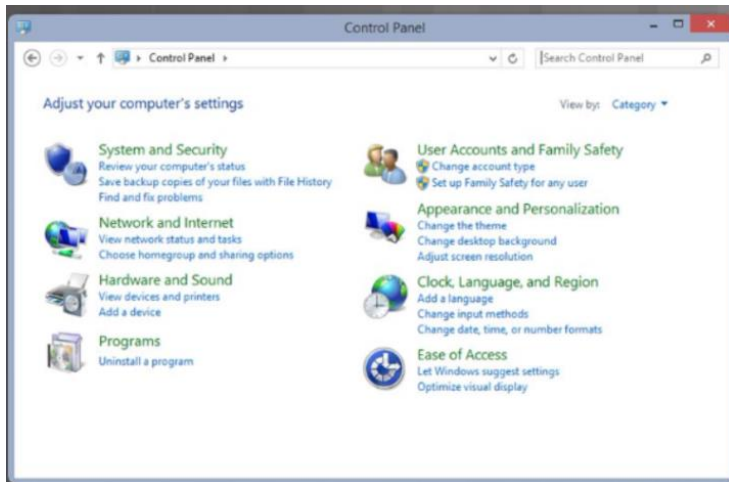 Control Panel
Control Panel
Search Control Panel
Adjust your computer's settings
View by: Category
System and Security
Review your computer's status
Save backup copies of your files with File History
Find and fix problems
Network and Internet
View network status and tasks
Choose homegroup and sharing options
Hardware and Sound
View devices and printers
Add a device
Programs
Uninstall a program
User Accounts and Family Safety
Change account type
Set up Family Safety for any user
Appearance and Personalization
Change the theme
Change desktop background
Adjust screen resolution
Clock, Language, and Region
Add a language
Change input methods
Change date, time, or number formats
Ease of Access
Let Windows suggest settings
Optimize visual display